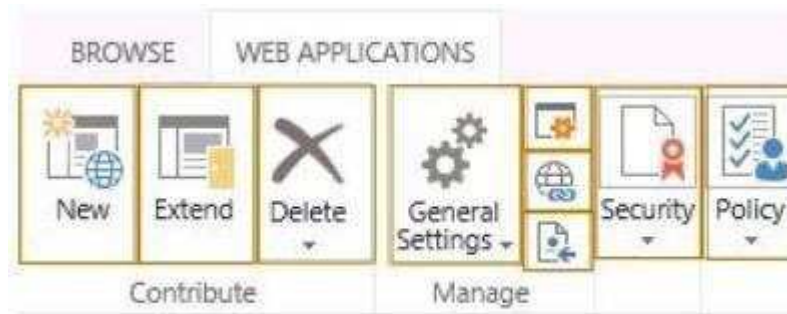 BROWSE WEB APPLICATIONS
New Extend Delete General Settings Security Policy
Contribute Manage